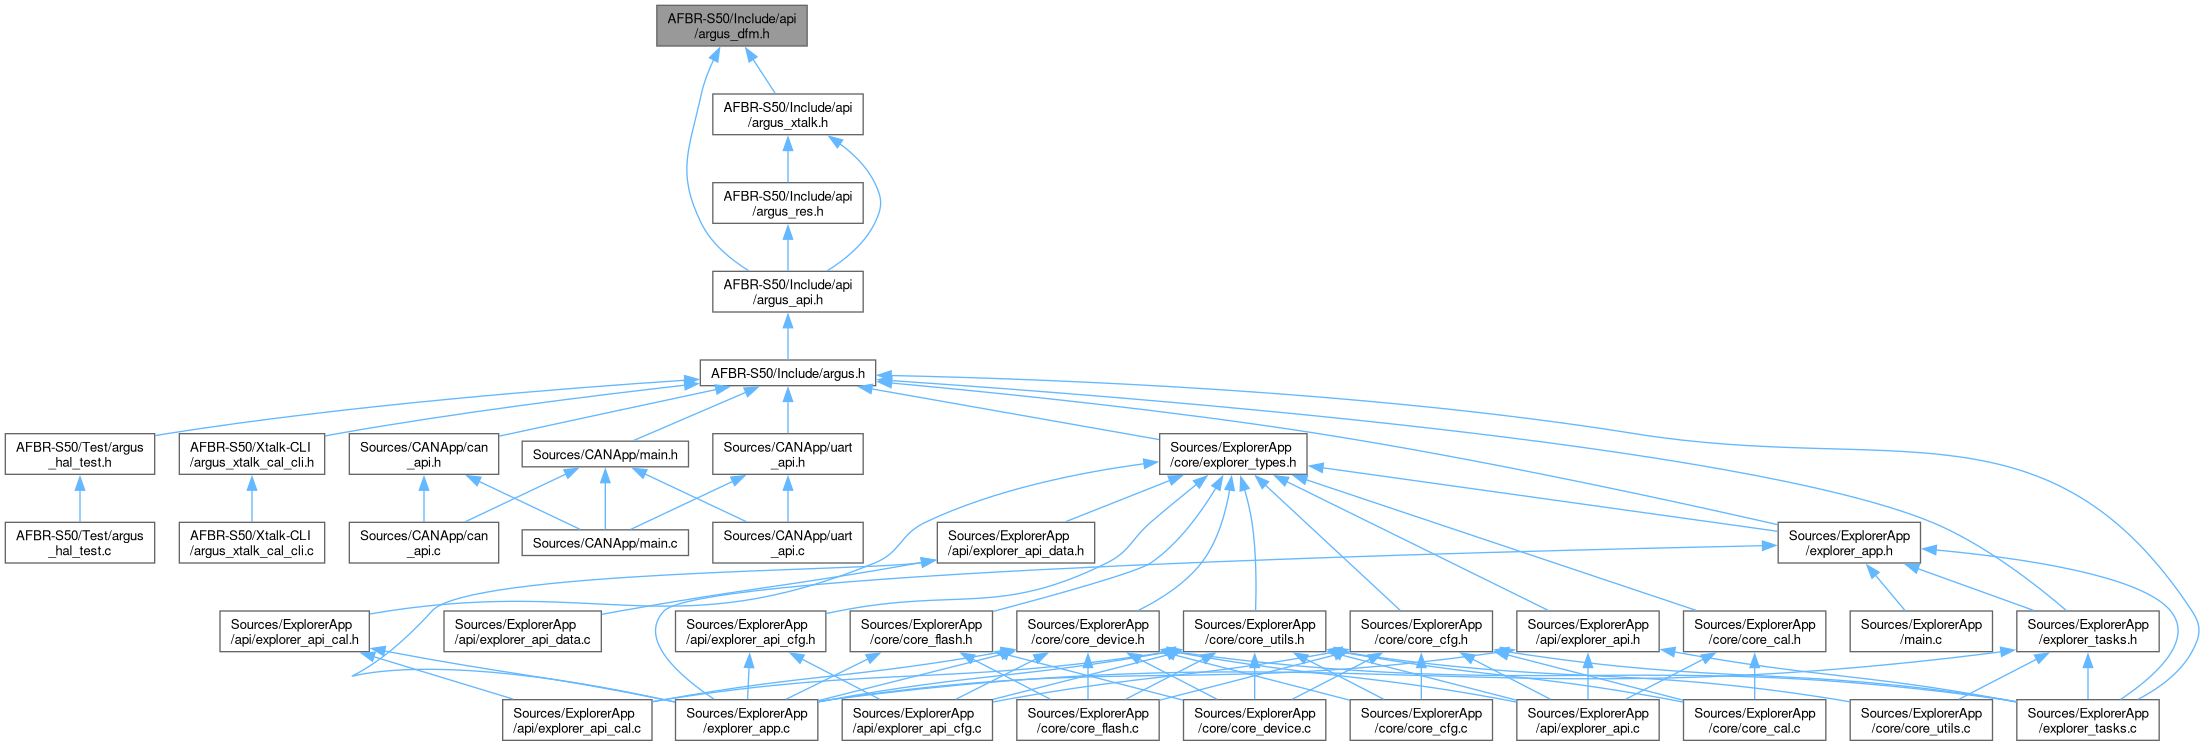 AFBR-S50/Include/api
/argus_dfm.h
AFBR-S50/Include/api
/argus_xtalk.h
AFBR-S50/Include/api
/argus_res.h
AFBR-S50/Include/api
/argus_api.h
AFBR-S50/Include/argus.h
AFBR-S50/Test/argus
_hal_test.h
AFBR-S50/Xtalk-CLI
/argus_xtalk_cal_cli.h
Sources/CANApp/can
_api.h
Sources/CANApp/main.h
Sources/CANApp/uart
_api.h
Sources/ExplorerApp
/core/explorer_types.h
AFBR-S50/Test/argus
_hal_test.c
AFBR-S50/Xtalk-CLI
/argus_xtalk_cal_cli.c
Sources/CANApp/can
_api.c
Sources/CANApp/main.c
Sources/CANApp/uart
_api.c
Sources/ExplorerApp
/api/explorer_api_data.h
Sources/ExplorerApp
/explorer_app.h
Sources/ExplorerApp
/api/explorer_api_cal.h
Sources/ExplorerApp
/api/explorer_api_data.c
Sources/ExplorerApp
/api/explorer_api_cfg.h
Sources/ExplorerApp
/core/core_flash.h
Sources/ExplorerApp
/core/core_device.h
Sources/ExplorerApp
/core/core_utils.h
Sources/ExplorerApp
/core/core_cfg.h
Sources/ExplorerApp
/api/explorer_api.h
Sources/ExplorerApp
/core/core_cal.h
Sources/ExplorerApp
/main.c
Sources/ExplorerApp
/explorer_tasks.h
Sources/ExplorerApp
/api/explorer_api_cal.c
Sources/ExplorerApp
/explorer_app.c
Sources/ExplorerApp
/api/explorer_api_cfg.c
Sources/ExplorerApp
/core/core_flash.c
Sources/ExplorerApp
/core/core_device.c
Sources/ExplorerApp
/core/core_cfg.c
Sources/ExplorerApp
/api/explorer_api.c
Sources/ExplorerApp
/core/core_cal.c
Sources/ExplorerApp
/core/core_utils.c
Sources/ExplorerApp
/explorer_tasks.c